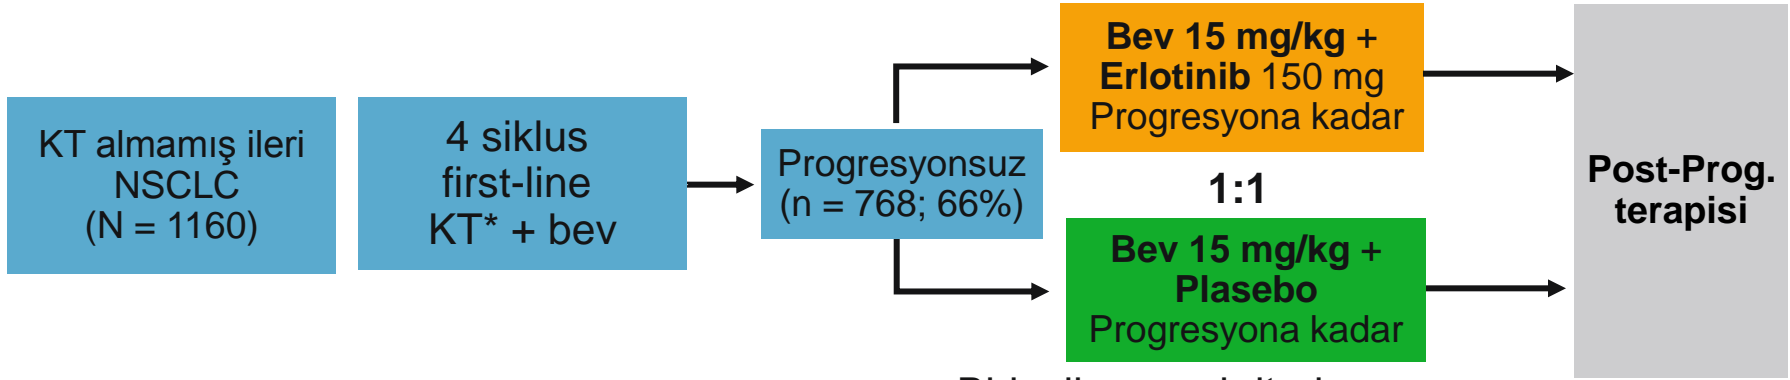 KT almamış ileri
NSCLC
(N = 1160)
4 siklus
first-line
KT* + bev
Progresyonsuz
(n = 768; 66%)
Bev 15 mg/kg +
Erlotinib 150 mg
Progresyona kadar
1:1
Bev 15 mg/kg +
Plasebo
Progresyona kadar
Post-Prog.
terapisi